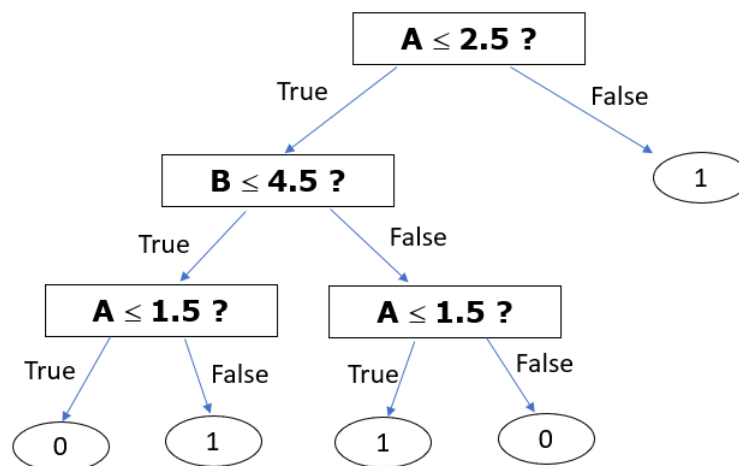 A ≤ 2.5 ?
True
False
B ≤ 4.5 ?
1
True
False
A ≤ 1.5 ?
A ≤ 1.5 ?
True
False
True
False
0
1
1
0